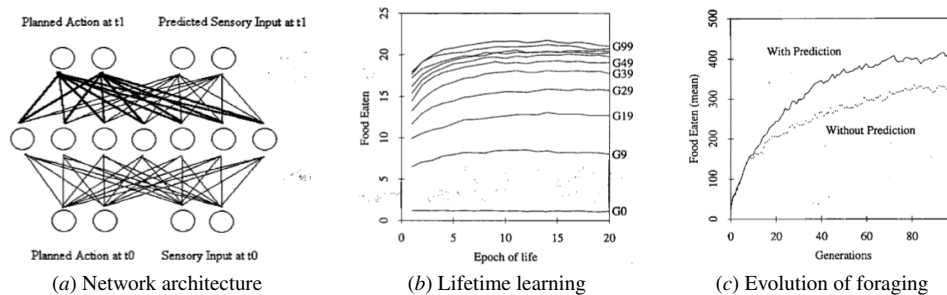 Planned Action at t1
Predicted Sensory Input at t1
Planned Action at t0
Sensory Input at t0
(a) Network architecture
25
20
15
10
5
0
Food Eaten
G99
G49
G39
G29
G19
G9
G0
0
5
10
15
20
Epoch of life
(b) Lifetime learning
500
400
300
200
100
0
Food Eaten (mean)
With Prediction
Without Prediction
0
20
40
60
80
Generations
(c) Evolution of foraging